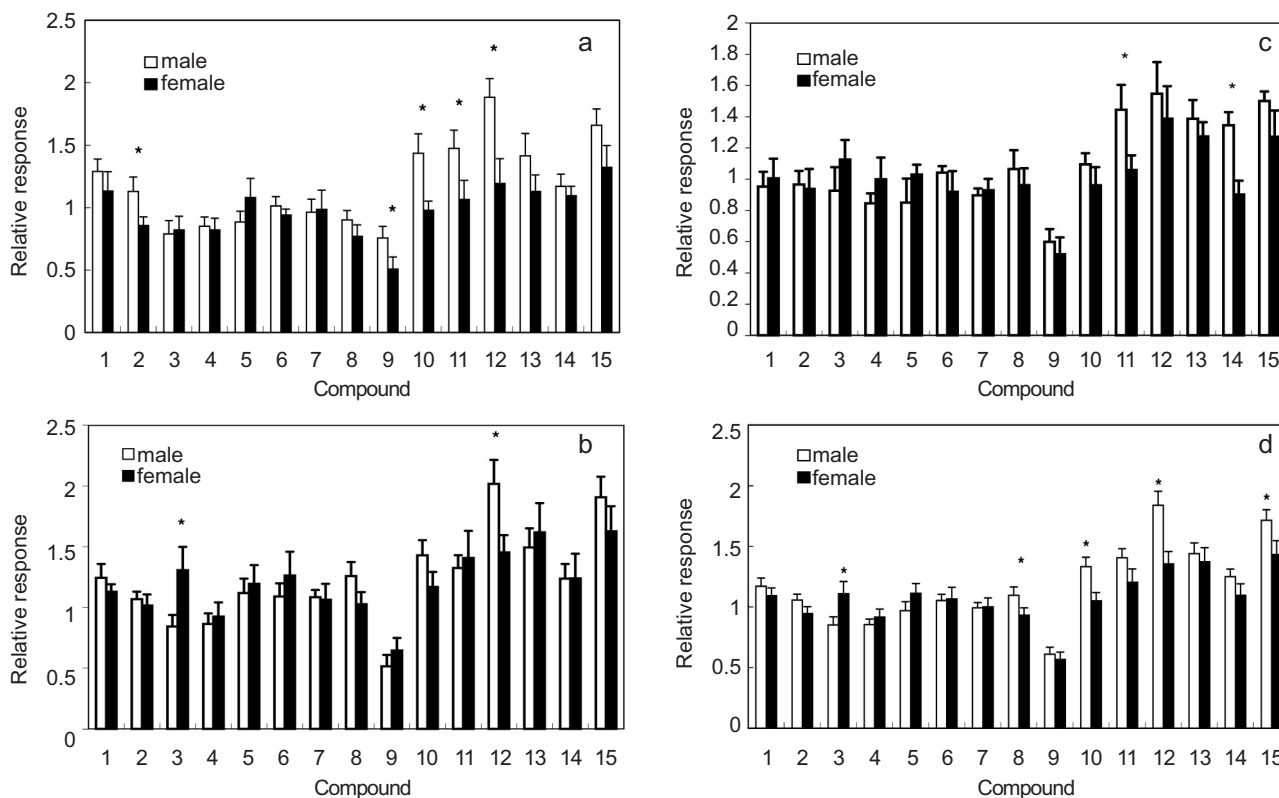 2.5
2
1.5
1
0.5
0
Relative response
male
female
a
* * * * * *
1 2 3 4 5 6 7 8 9 10 11 12 13 14 15
Compound
2
1.8
1.6
1.4
1.2
1
0.8
0.6
0.4
0.2
0
Relative response
male
female
c
* *
1 2 3 4 5 6 7 8 9 10 11 12 13 14 15
Compound
2.5
2
1.5
1
0.5
0
Relative response
male
female
b
* *
1 2 3 4 5 6 7 8 9 10 11 12 13 14 15
Compound
2.5
2
1.5
1
0.5
0
Relative response
male
female
d
* * * * *
1 2 3 4 5 6 7 8 9 10 11 12 13 14 15
Compound